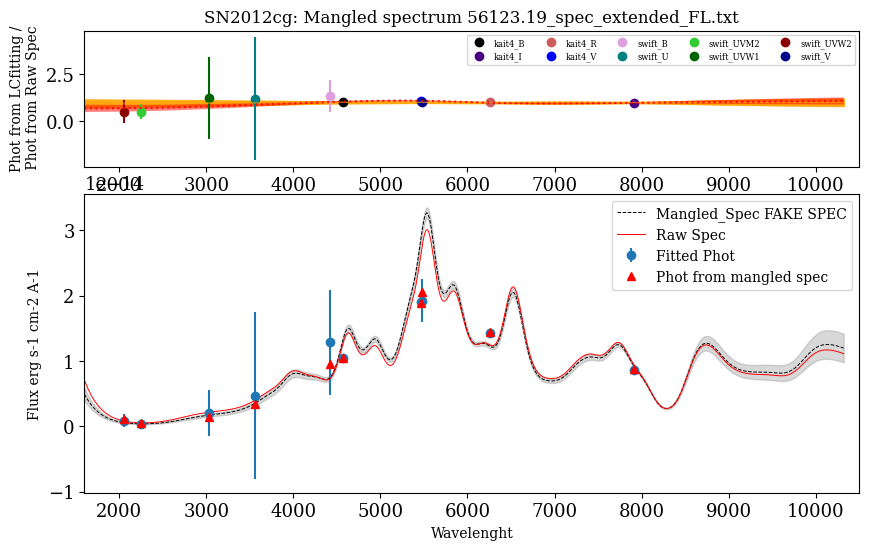 SN2012cg: Mangled spectrum 56123.19_spec_extended_FL.txt
Phot from LCfitting /
Phot from Raw Spec
2.5
0.0
kait4_B kait4_R swift_B swift_UVM2 swift_UVW2
kait4_I kait4_V swift_U swift_UVW1 swift_V
2000 3000 4000 5000 6000 7000 8000 9000 10000
1e−14
Flux erg s-1 cm-2 A-1
3
2
1
0
−1
Mangled_Spec FAKE SPEC
Raw Spec
Fitted Phot
Phot from mangled spec
2000 3000 4000 5000 6000 7000 8000 9000 10000
Wavelenght